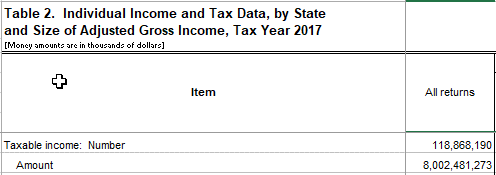 Table 2.  Individual Income and Tax Data, by State
and Size of Adjusted Gross Income, Tax Year 2017
[Money amounts are in thousands of dollars]
Item All returns
Taxable income:  Number 118,868,190
Amount 8,002,481,273